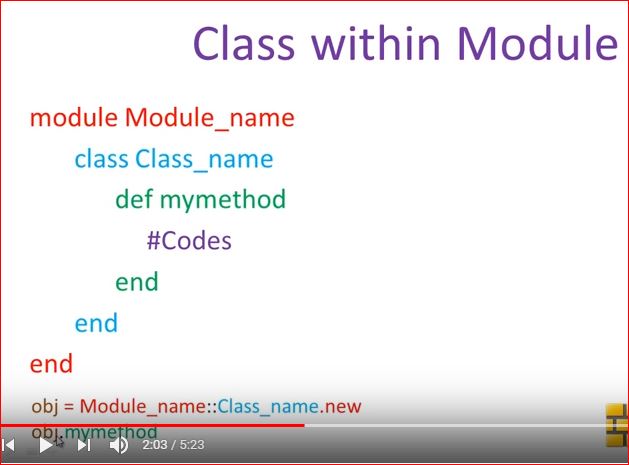 Class within Module
module Module_name
class Class_name
def mymethod
#Codes
end
end
end
obj = Module_name::Class_name.new
obj.mymethod
2:03 / 5:23